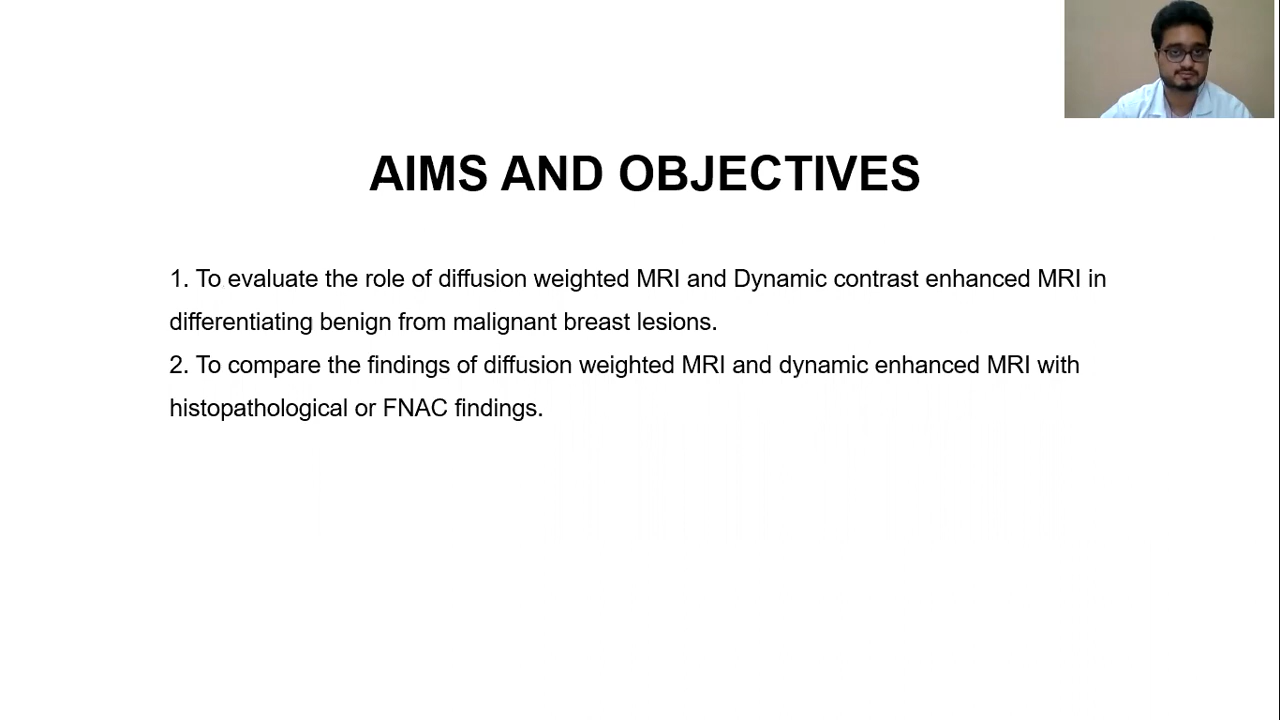 AIMS AND OBJECTIVES
1. To evaluate the role of diffusion weighted MRI and Dynamic contrast enhanced MRI in
differentiating benign from malignant breast lesions.
2. To compare the findings of diffusion weighted MRI and dynamic enhanced MRI with
histopathological or FNAC findings.